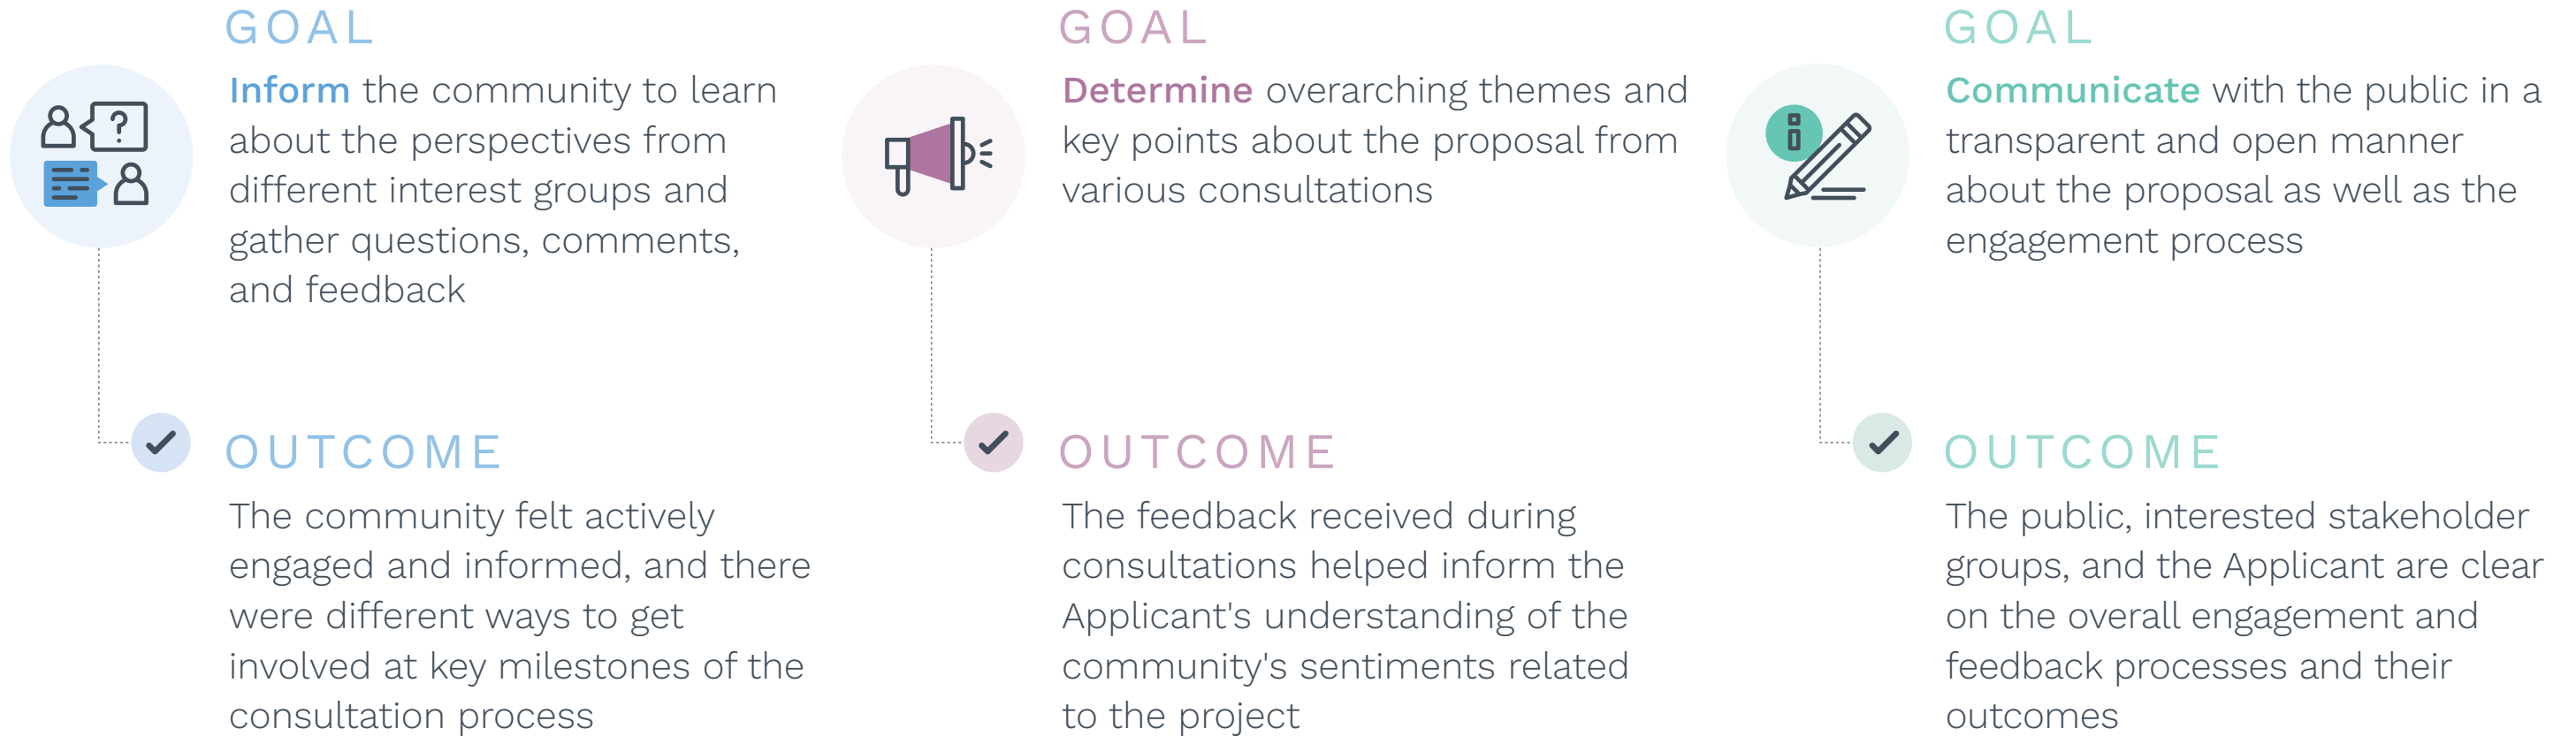 GOAL
Inform the community to learn
about the perspectives from
different interest groups and
gather questions, comments,
and feedback
OUTCOME
The community felt actively
engaged and informed, and there
were different ways to get
involved at key milestones of the
consultation process
GOAL
Determine overarching themes and
key points about the proposal from
various consultations
OUTCOME
The feedback received during
consultations helped inform the
Applicant's understanding of the
community's sentiments related
to the project
GOAL
Communicate with the public in a
transparent and open manner
about the proposal as well as the
engagement process
OUTCOME
The public, interested stakeholder
groups, and the Applicant are clear
on the overall engagement and
feedback processes and their
outcomes